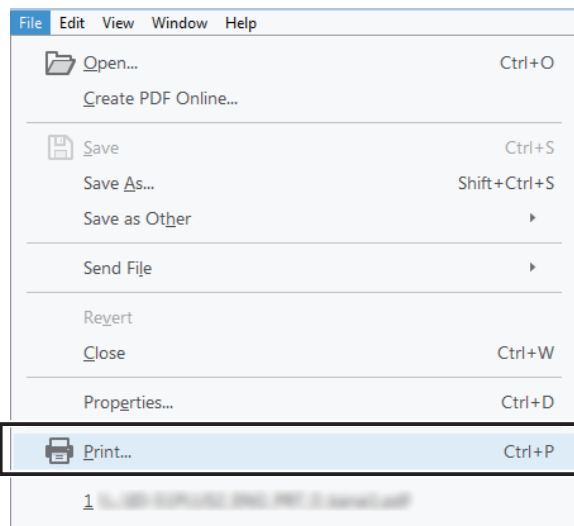 File Edit View Window Help
Open... Ctrl+O
Create PDF Online...
Save Ctrl+S
Save As... Shift+Ctrl+S
Save as Other
Send File
Revert
Close Ctrl+W
Properties... Ctrl+D
Print... Ctrl+P
1